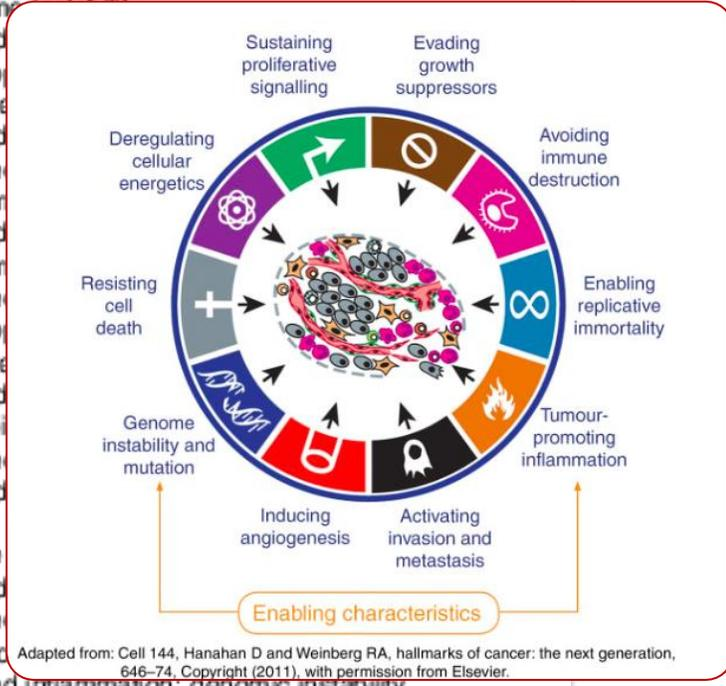 Sustaining
proliferative
signalling
Evading
growth
suppressors
Deregulating
cellular
energetics
Avoiding
immune
destruction
Resisting
cell
death
Enabling
replicative
immortality
Genome
instability and
mutation
Tumour-
promoting
inflammation
Inducing
angiogenesis
Activating
invasion and
metastasis
Enabling characteristics
Adapted from: Cell 144, Hanahan D and Weinberg RA, hallmarks of cancer: the next generation,
646–74, Copyright (2011), with permission from Elsevier.